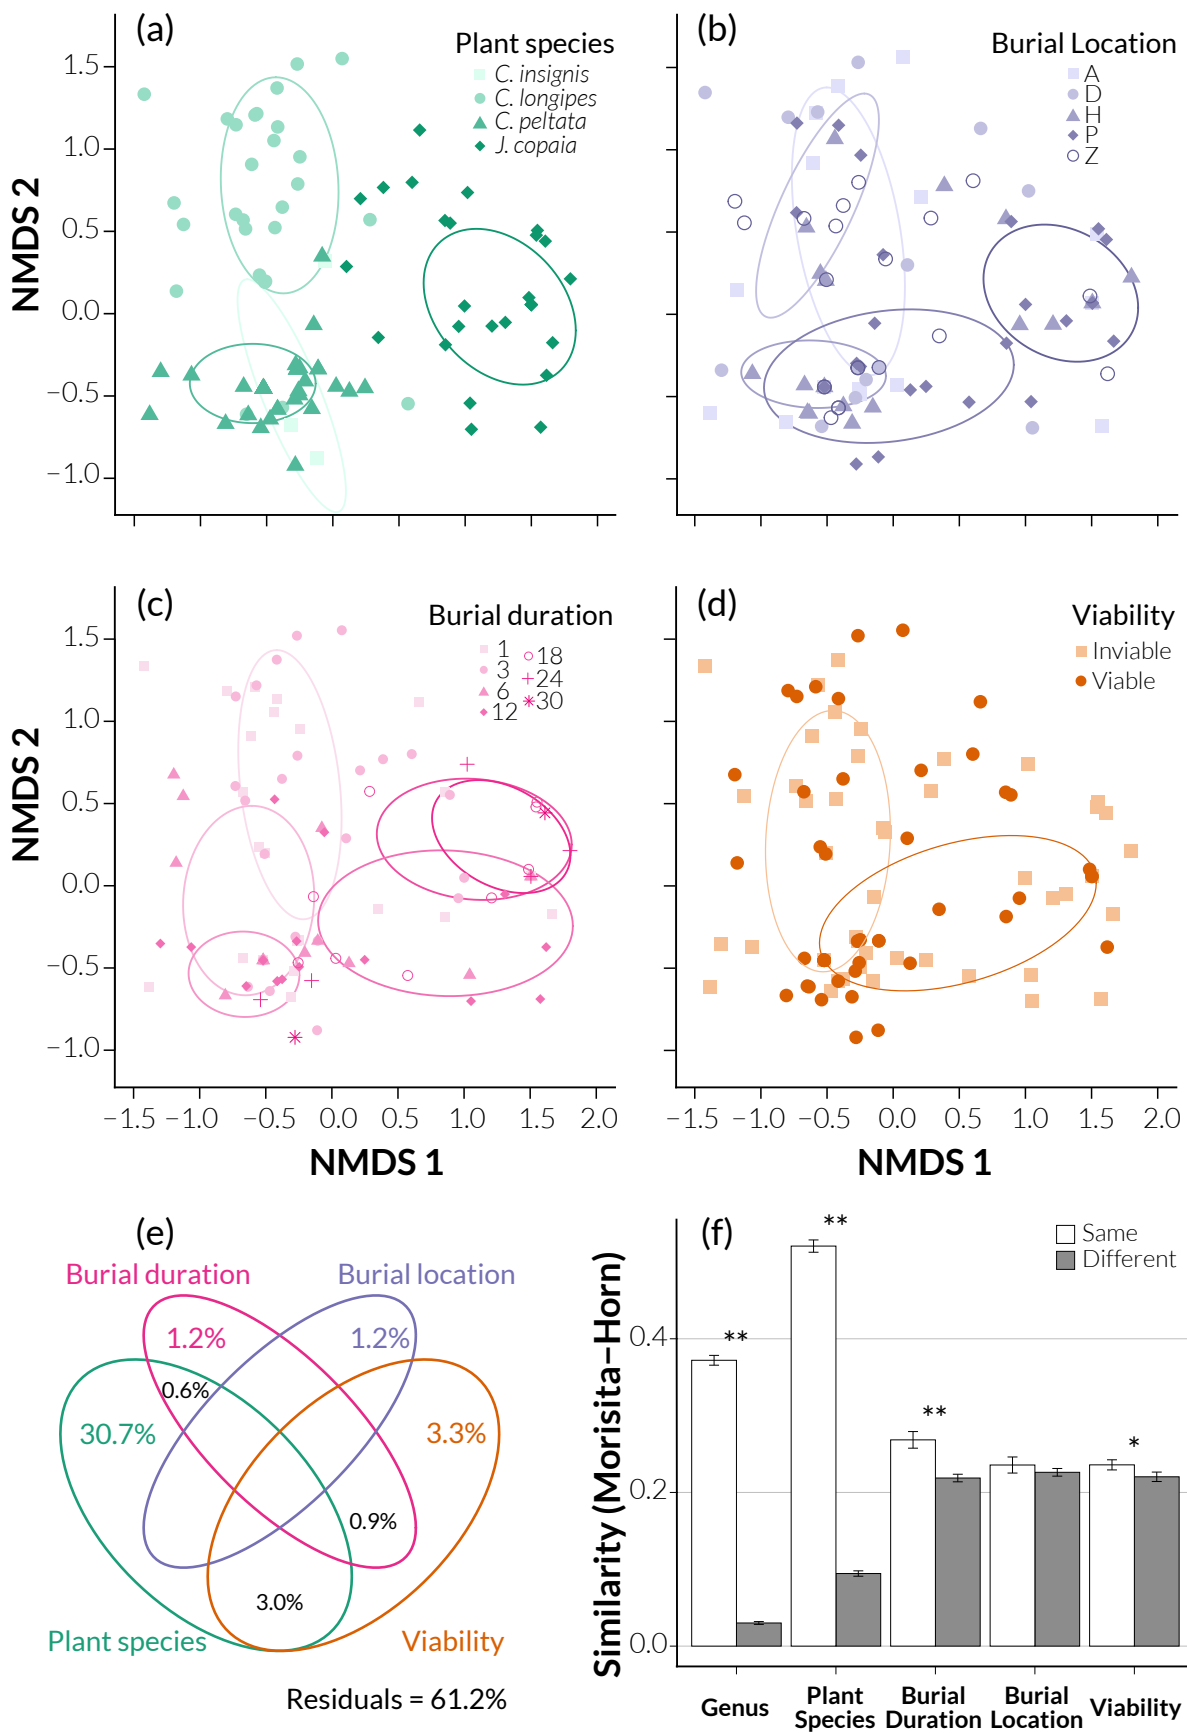 (a)
Plant species
C. insignis
C. longipes
C. peltata
J. copaia
NMDS 2
1.5
1.0
0.5
0.0
−0.5
−1.0
(b)
Burial Location
A
D
H
P
Z
(c)
Burial duration
1
3
6
12
18
24
30
NMDS 2
1.5
1.0
0.5
0.0
−0.5
−1.0
−1.5 −1.0 −0.5 0.0 0.5 1.0 1.5 2.0
NMDS 1
(d)
Viability
Inviable
Viable
−1.5 −1.0 −0.5 0.0 0.5 1.0 1.5 2.0
NMDS 1
(e)
Burial duration
Burial location
1.2%
1.2%
0.6%
30.7%
3.3%
0.9%
3.0%
Plant species
Viability
Residuals = 61.2%
(f)
Same
Different
Similarity (Morisita−Horn)
0.4
0.2
0.0
**
**
**
*
Genus
Plant Species
Burial Duration
Burial Location
Viability